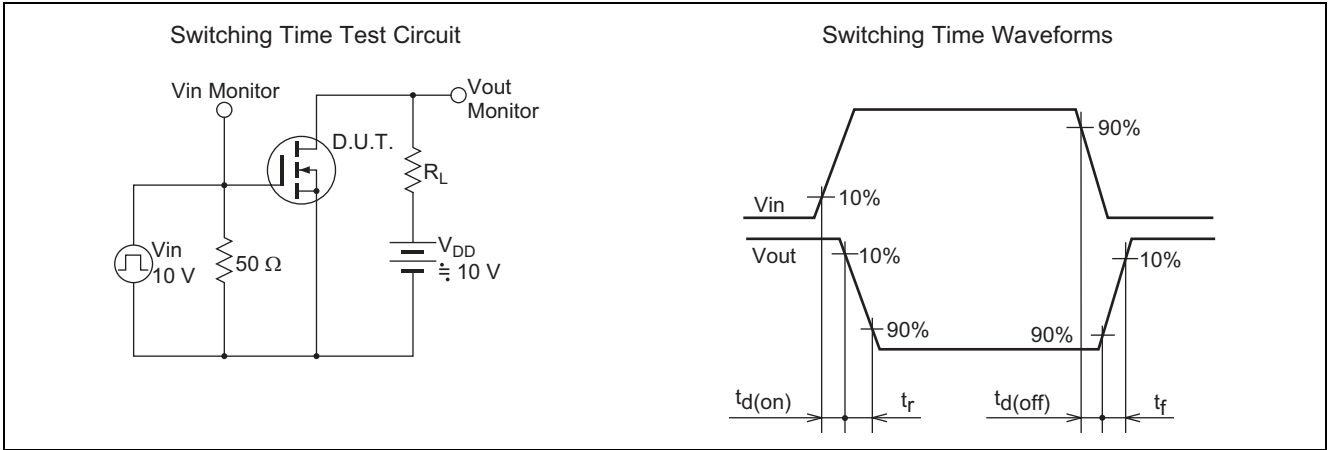 Switching Time Test Circuit
Vin Monitor
Vout
Monitor
D.U.T.
RL
Vin
10 V
50 Ω
VDD
≒ 10 V
Switching Time Waveforms
90%
Vin
10%
Vout
10%
10%
90%
90%
td(on)
tr
td(off)
tf